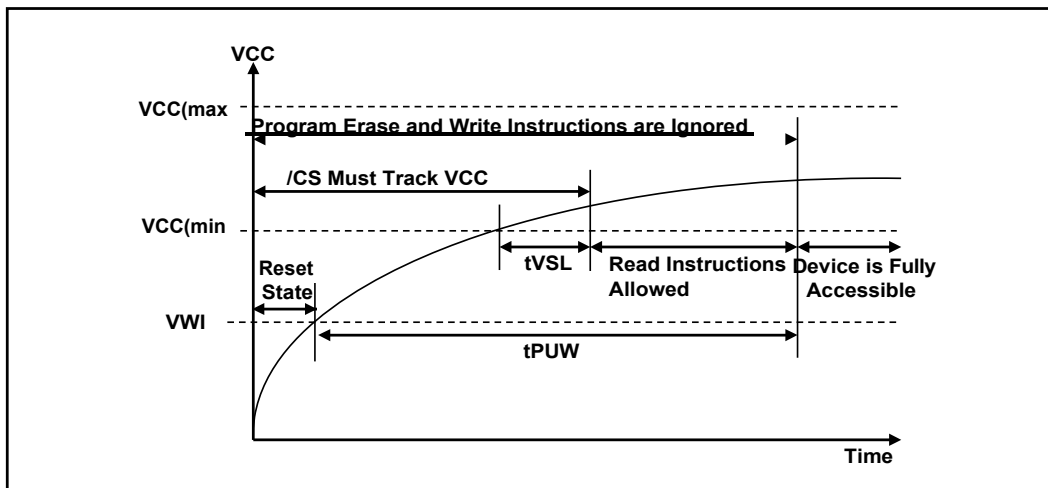 VCC
VCC(max
Program Erase and Write Instructions are Ignored
/CS Must Track VCC
VCC(min
tVSL
Read Instructions
Allowed
Device is Fully
Accessible
Reset
State
VWI
tPUW
Time